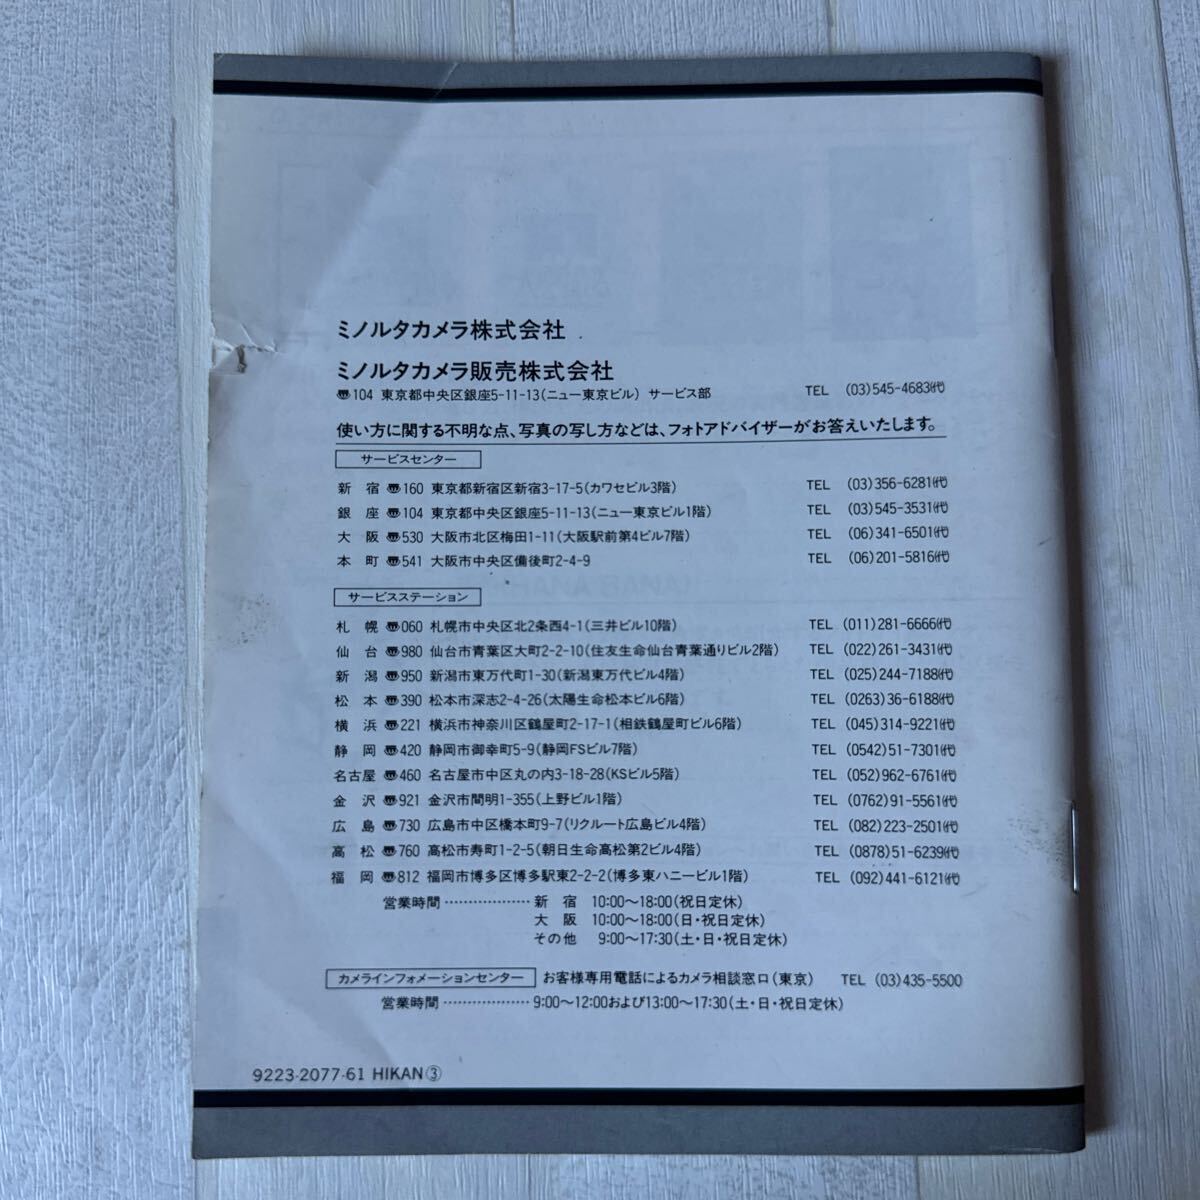 ミノルタカメラ株式会社
ミノルタカメラ販売株式会社
〠104 東京都中央区銀座5-11-13(ニュー東京ビル) サービス部 TEL (03)545-4683㈹
使い方に関する不明な点、写真の写し方などは、フォトアドバイザーがお答えいたします。
サービスセンター
新宿 〠160 東京都新宿区新宿3-17-5(カワセビル3階) TEL (03)356-6281㈹
銀座 〠104 東京都中央区銀座5-11-13(ニュー東京ビル1階) TEL (03)545-3531㈹
大阪 〠530 大阪市北区梅田1-11(大阪駅前第4ビル7階) TEL (06)341-6501㈹
本町 〠541 大阪市中央区備後町2-4-9 TEL (06)201-5816㈹
サービスステーション
札幌 〠060 札幌市中央区北2条西4-1(三井ビル10階) TEL (011)281-6666㈹
仙台 〠980 仙台市青葉区大町2-2-10(住友生命仙台青葉通りビル2階) TEL (022)261-3431㈹
新潟 〠950 新潟市東万代町1-30(新潟東万代ビル4階) TEL (025)244-7188㈹
松本 〠390 松本市深志2-4-26(太陽生命松本ビル6階) TEL (0263)36-6188㈹
横浜 〠221 横浜市神奈川区鶴屋町2-17-1(相鉄鶴屋町ビル6階) TEL (045)314-9221㈹
静岡 〠420 静岡市御幸町5-9(静岡FSビル7階) TEL (0542)51-7301㈹
名古屋 〠460 名古屋市中区丸の内3-18-28(KSビル5階) TEL (052)962-6761㈹
金沢 〠921 金沢市間明1-355(上野ビル1階) TEL (0762)91-5561㈹
広島 〠730 広島市中区橋本町9-7(リクルート広島ビル4階) TEL (082)223-2501㈹
高松 〠760 高松市寿町1-2-5(朝日生命高松第2ビル4階) TEL (0878)51-6239㈹
福岡 〠812 福岡市博多区博多駅東2-2-2(博多東ハニービル1階) TEL (092)441-6121㈹
営業時間 ……………… 新宿 10:00〜18:00(祝日定休)
大阪 10:00〜18:00(日・祝日定休)
その他 9:00〜17:30(土・日・祝日定休)
カメラインフォメーションセンター お客様専用電話によるカメラ相談窓口(東京) TEL (03)435-5500
営業時間 ……………… 9:00〜12:00および13:00〜17:30(土・日・祝日定休)
9223-2077-61 HIKAN③